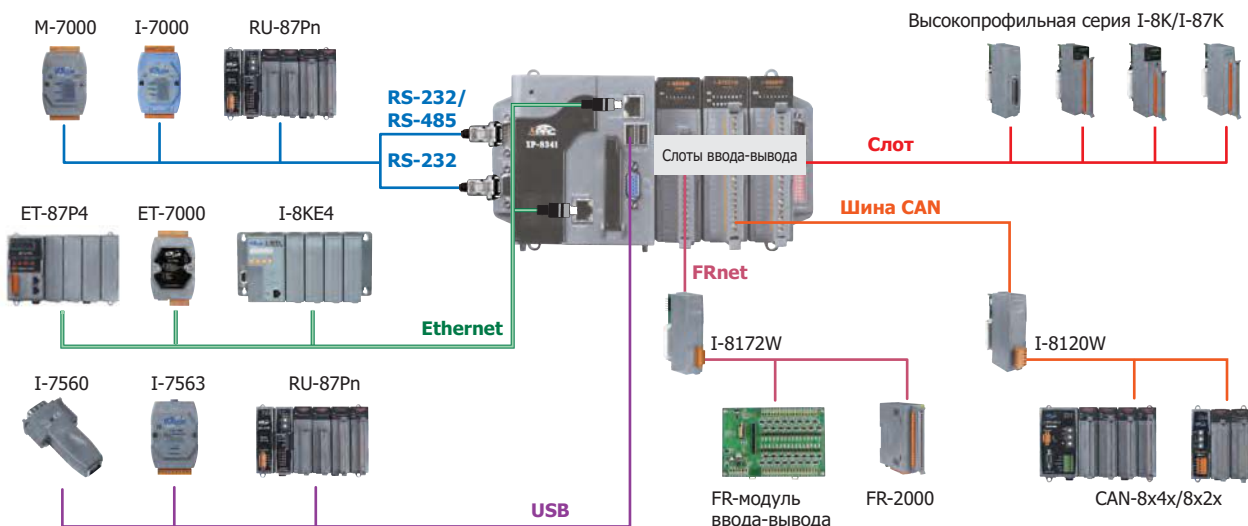 M-7000
I-7000
RU-87Pn
Высокопрофильная серия I-8K/I-87K
RS-232/
RS-485
RS-232
XP-8341
Слоты ввода-вывода
Слот
ET-87P4
ET-7000
I-8KE4
Шина CAN
FRnet
Ethernet
I-8172W
I-8120W
I-7560
I-7563
RU-87Pn
USB
FR-модуль
ввода-вывода
FR-2000
CAN-8x4x/8x2x